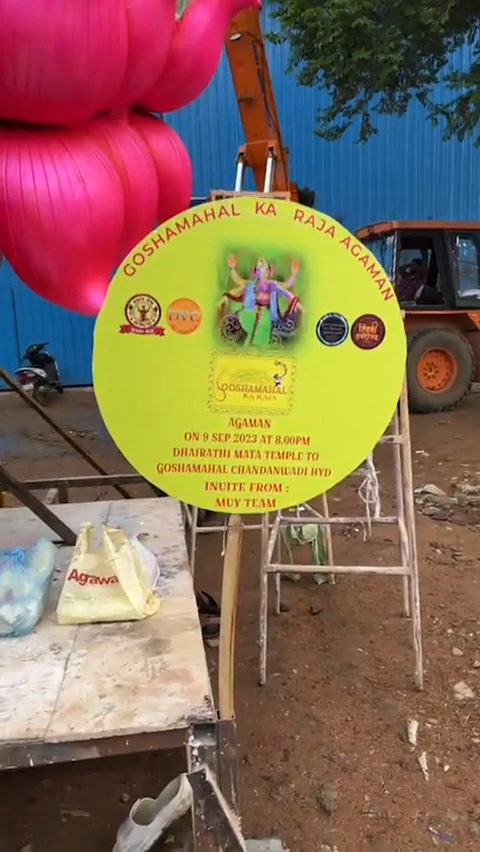 GOSHAMAHAL KA RAJA AGAMAN
DNG
GOSHAMAHAL
KA RAJA
AGAMAN
ON 9 SEP 2023 AT 8.00PM
DHAIRATHI MATA TEMPLE TO
GOSHAMAHAL CHANDANWADI HYD
INUITE FROM :
MUY TEAM
Agarwa